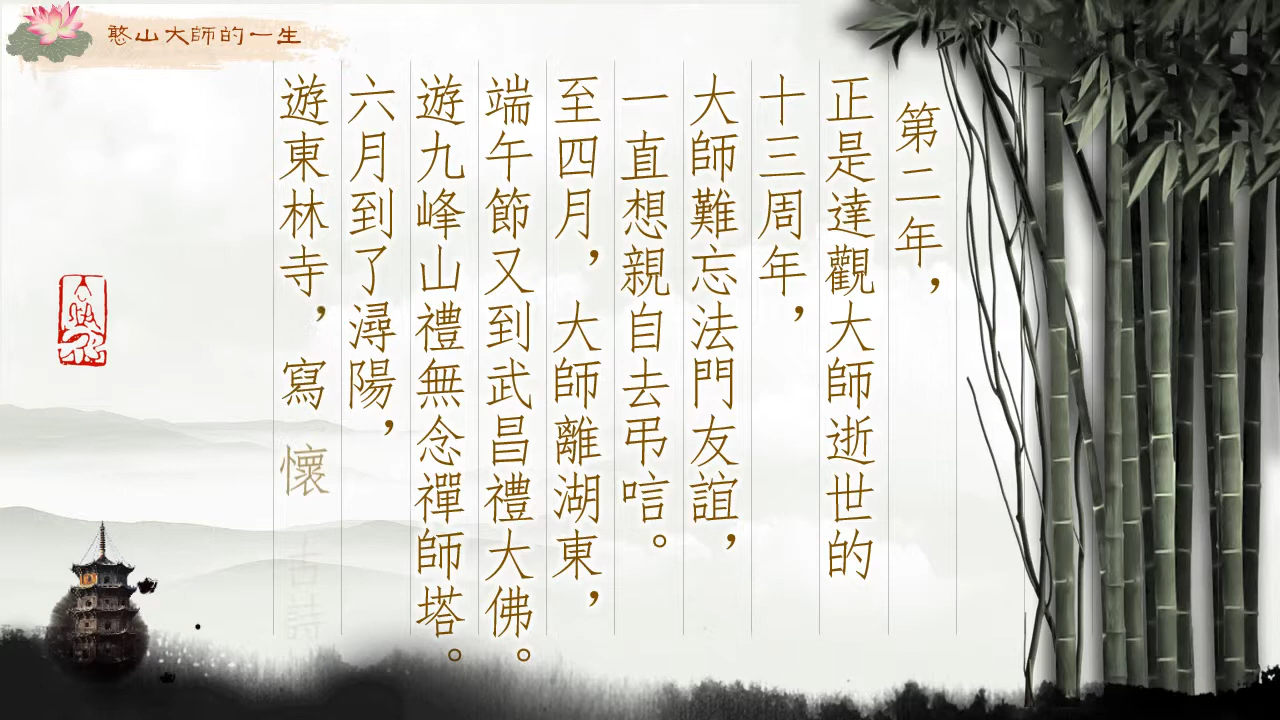 憨山大師的一生
第二年，
正是達觀大師逝世的
十三周年，
大師難忘法門友誼，
一直想親自去弔唁。
至四月，大師離湖東，
端午節又到武昌禮大佛。
遊九峰山禮無念禪師塔。
六月到了潯陽，
遊東林寺，寫 懷古詩